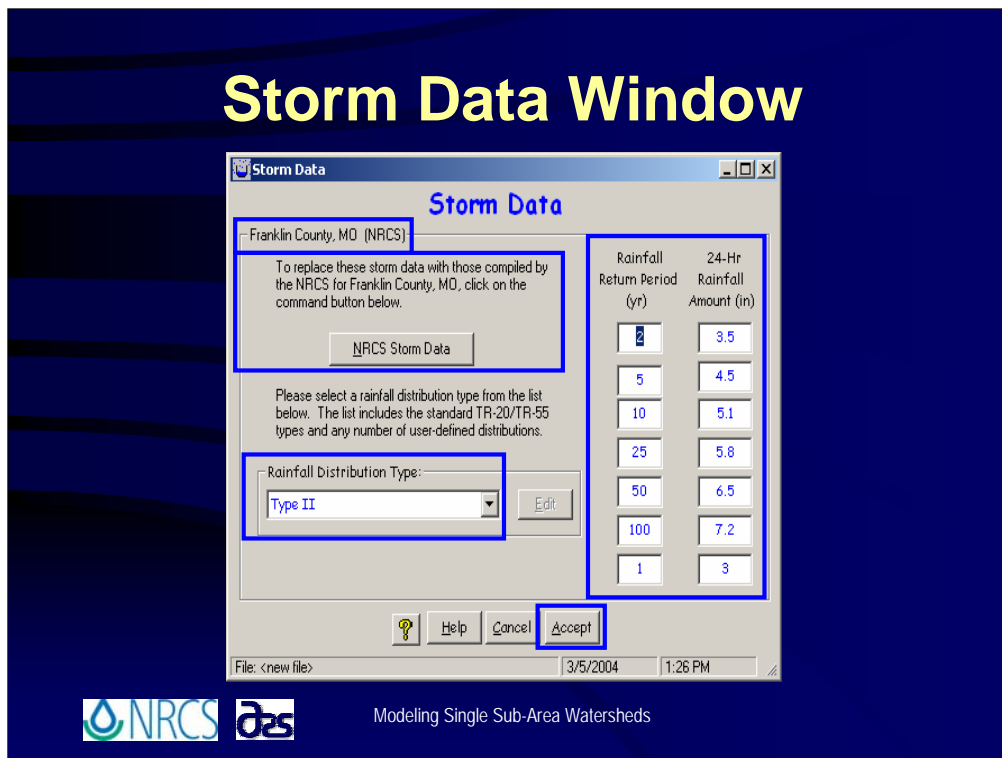 Storm Data Window
Storm Data
Storm Data
Franklin County, MO (NRCS)
To replace these storm data with those compiled by
the NRCS for Franklin County, MO, click on the
command button below.
NRCS Storm Data
Please select a rainfall distribution type from the list
below. The list includes the standard TR-20/TR-55
types and any number of user-defined distributions.
Rainfall Distribution Type:
Type II
Edit
Rainfall Return Period (yr) 24-Hr Rainfall Amount (in)
2 3.5
5 4.5
10 5.1
25 5.8
50 6.5
100 7.2
1 3
? Help Cancel Accept
File: <new file> 3/5/2004 1:26 PM
NRCS
Modeling Single Sub-Area Watersheds